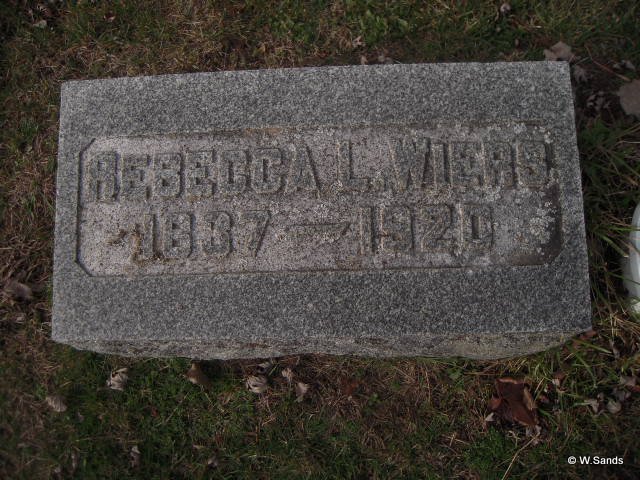 REBECCA L. WIERS
1837 — 1920
© W.Sands